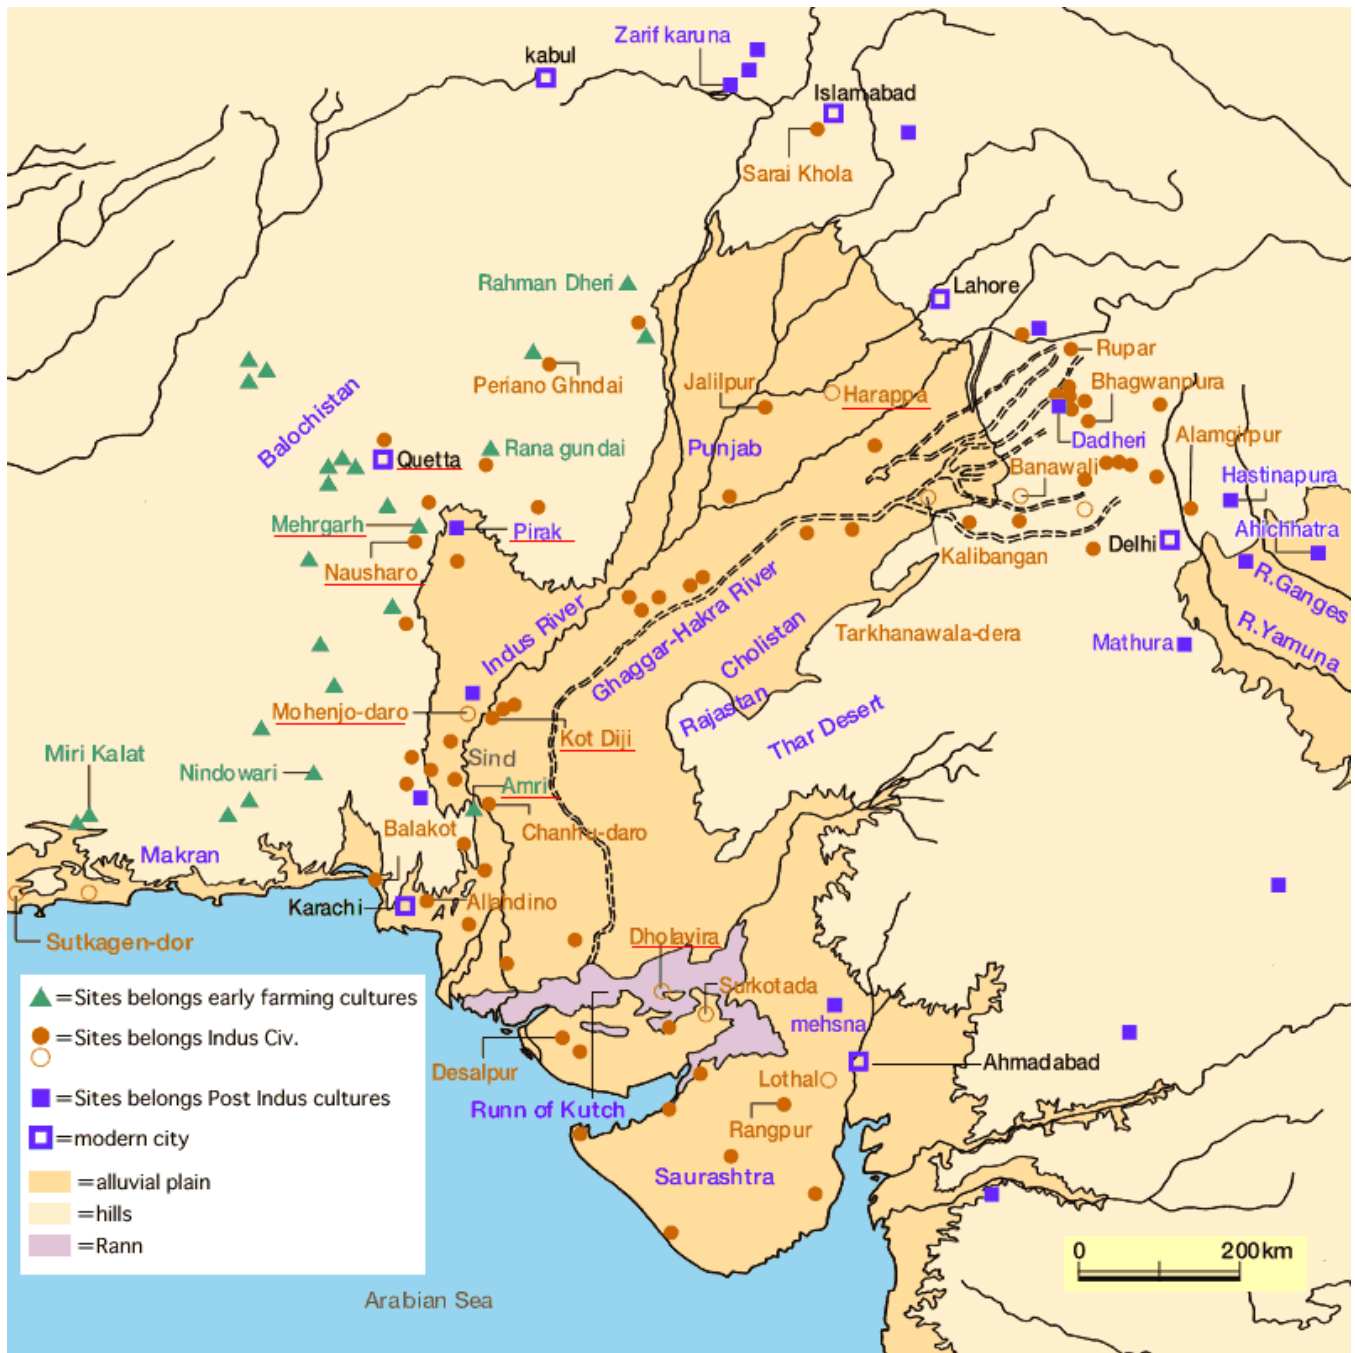 Zarif karuna
kabul
Islamabad
Sarai Khola
Rahman Dheri
Lahore
Rupar
Periano Ghndai
Jalilpur
Harappa
Bhagwanpura
Balochistan
Dadheri
Alamgirpur
Quetta
Rana gundai
Punjab
Banawali
Hastinapura
Mehrgarh
Pirak
Ahichhatra
Delhi
Kalibangan
Nausharo
R.Ganges
Indus River
Ghaggar-Hakra River
Cholistan
Tarkhanawala-dera
R.Yamuna
Mathura
Mohenjo-daro
Rajastan
Thar Desert
Kot Diji
Miri Kalat
Sind
Nindowari
Amri
Balakot
Chanhu-daro
Makran
Karachi
Allandino
Sutkagen-dor
Dholavira
Surkotada
=Sites belongs early farming cultures
=Sites belongs Indus Civ.
=Sites belongs Post Indus cultures
=modern city
=alluvial plain
=hills
=Rann
mehsna
Desalpur
Ahmadabad
Lothal
Runn of Kutch
Rangpur
Saurashtra
0 200km
Arabian Sea